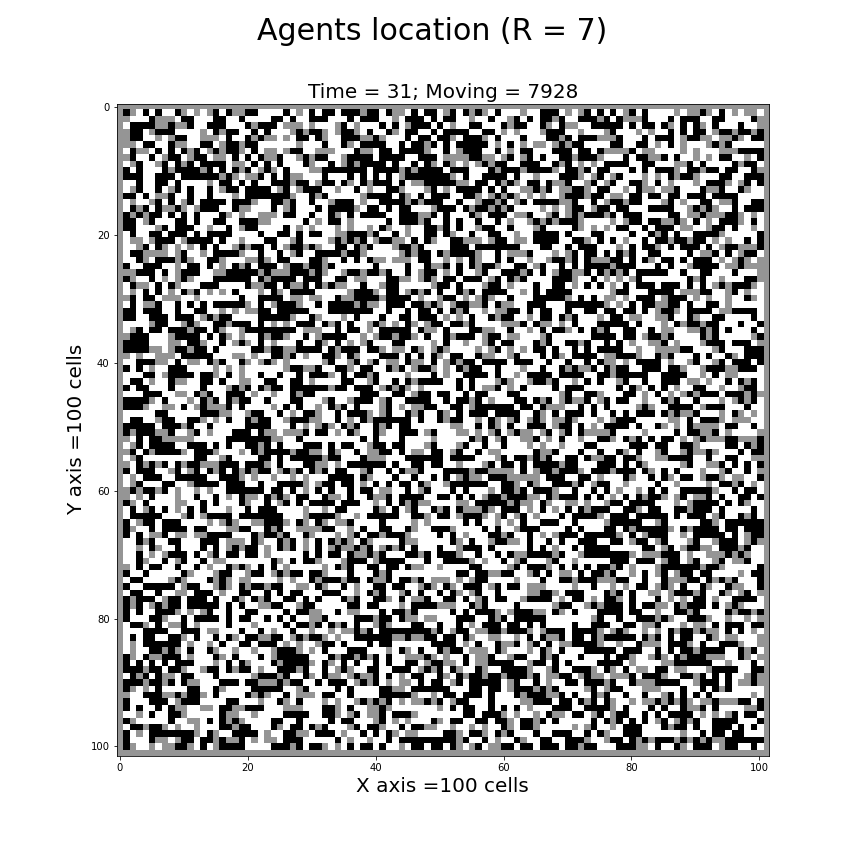 Agents location (R = 7)
Time = 31; Moving = 7928
0
20
40
60
80
100
Y axis =100 cells
0 20 40 60 80 100
X axis =100 cells